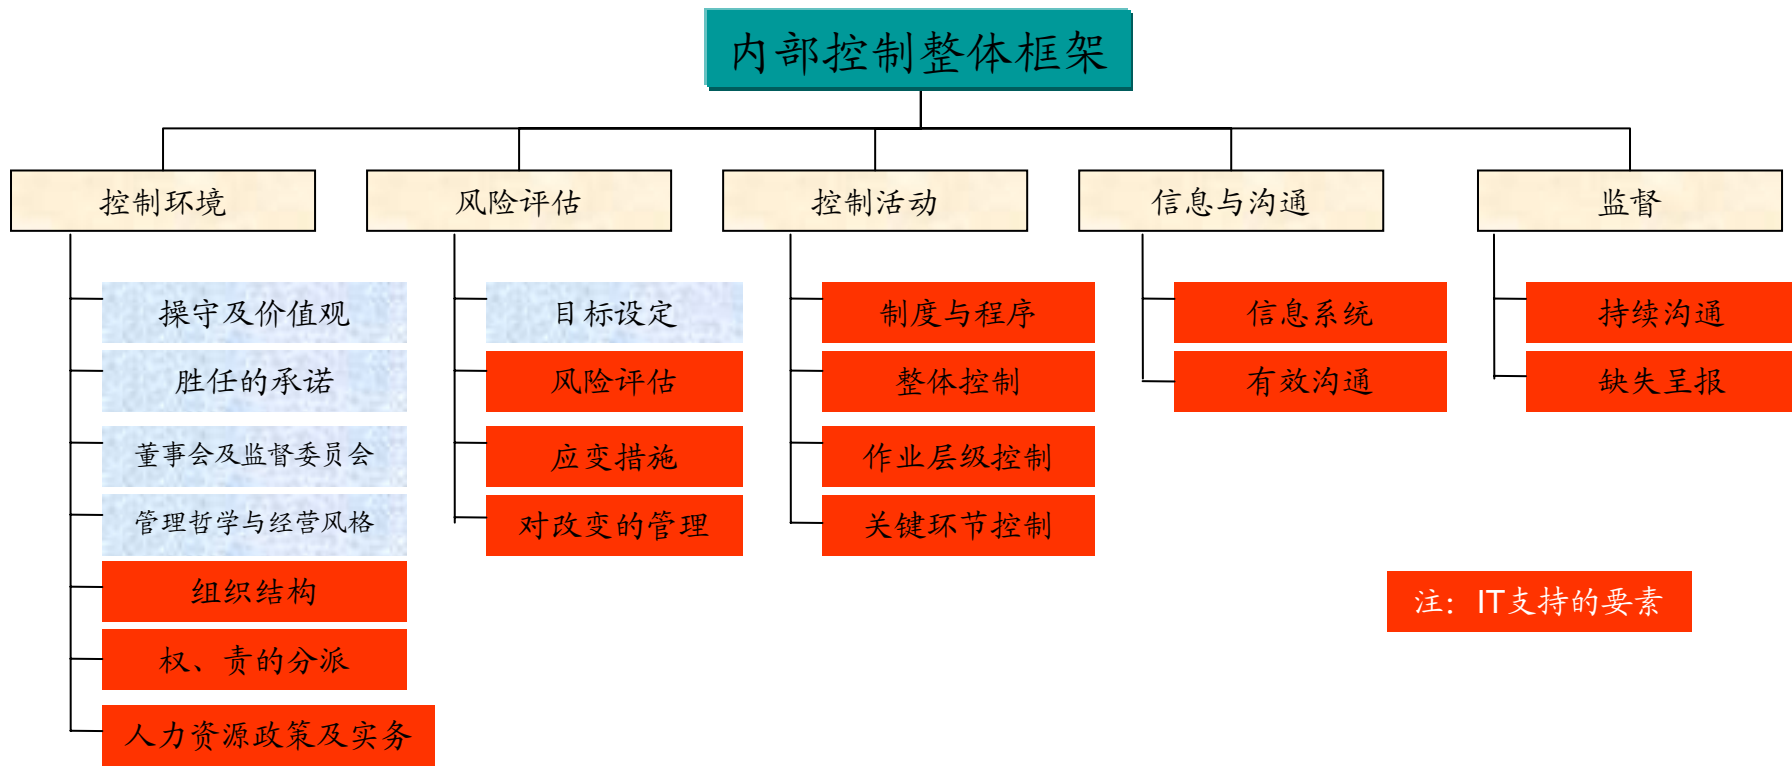 内部控制整体框架
控制环境
风险评估
控制活动
信息与沟通
监督
操守及价值观
胜任的承诺
董事会及监督委员会
管理哲学与经营风格
组织结构
权、责的分派
人力资源政策及实务
目标设定
风险评估
应变措施
对改变的管理
制度与程序
整体控制
作业层级控制
关键环节控制
信息系统
有效沟通
持续沟通
缺失呈报
注：IT支持的要素